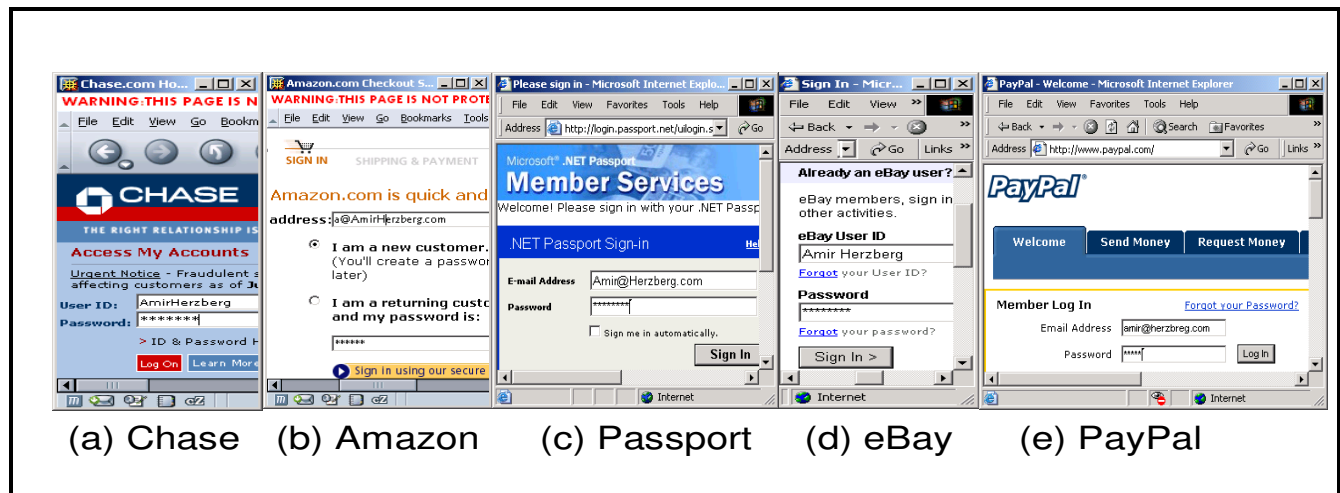 Chase.com Ho...
WARNING:THIS PAGE IS N
File Edit View Go Bookm
CHASE
THE RIGHT RELATIONSHIP IS
Access My Accounts
Urgent Notice - Fraudulent s
affecting customers as of Ju
User ID: AmirHerzberg
Password: *******
> ID & Password H
Log On Learn More
(a) Chase
Amazon.com Checkout S...
WARNING:THIS PAGE IS NOT PROTE
File Edit View Go Bookmarks Tools
SIGN IN SHIPPING & PAYMENT
Amazon.com is quick and
address: a@AmirHerzberg.com
I am a new customer.
(You'll create a passwor
later)
I am a returning custo
and my password is:
******
Sign in using our secure
(b) Amazon
Please sign in - Microsoft Internet Explo...
File Edit View Favorites Tools Help
Address http://login.passport.net/uilogin.s Go
Microsoft® .NET Passport
Member Services
Welcome! Please sign in with your .NET Passp
.NET Passport Sign-in Hel
E-mail Address Amir@Herzberg.com
Password ********
Sign me in automatically.
Sign In
Internet
(c) Passport
Sign In - Micr...
File Edit View »
Back »
Address Go Links »
Already an eBay user?
eBay members, sign in
other activities.
eBay User ID
Amir Herzberg
Forgot your User ID?
Password
********
Forgot your password?
Sign In >
Internet
(d) eBay
PayPal - Welcome - Microsoft Internet Explorer
File Edit View Favorites Tools Help
Back Search Favorites »
Address http://www.paypal.com/ Go Links »
PayPal®
Welcome Send Money Request Money
Member Log In Forgot your Password?
Email Address amir@herzbreg.com
Password *****
Log In
Internet
(e) PayPal